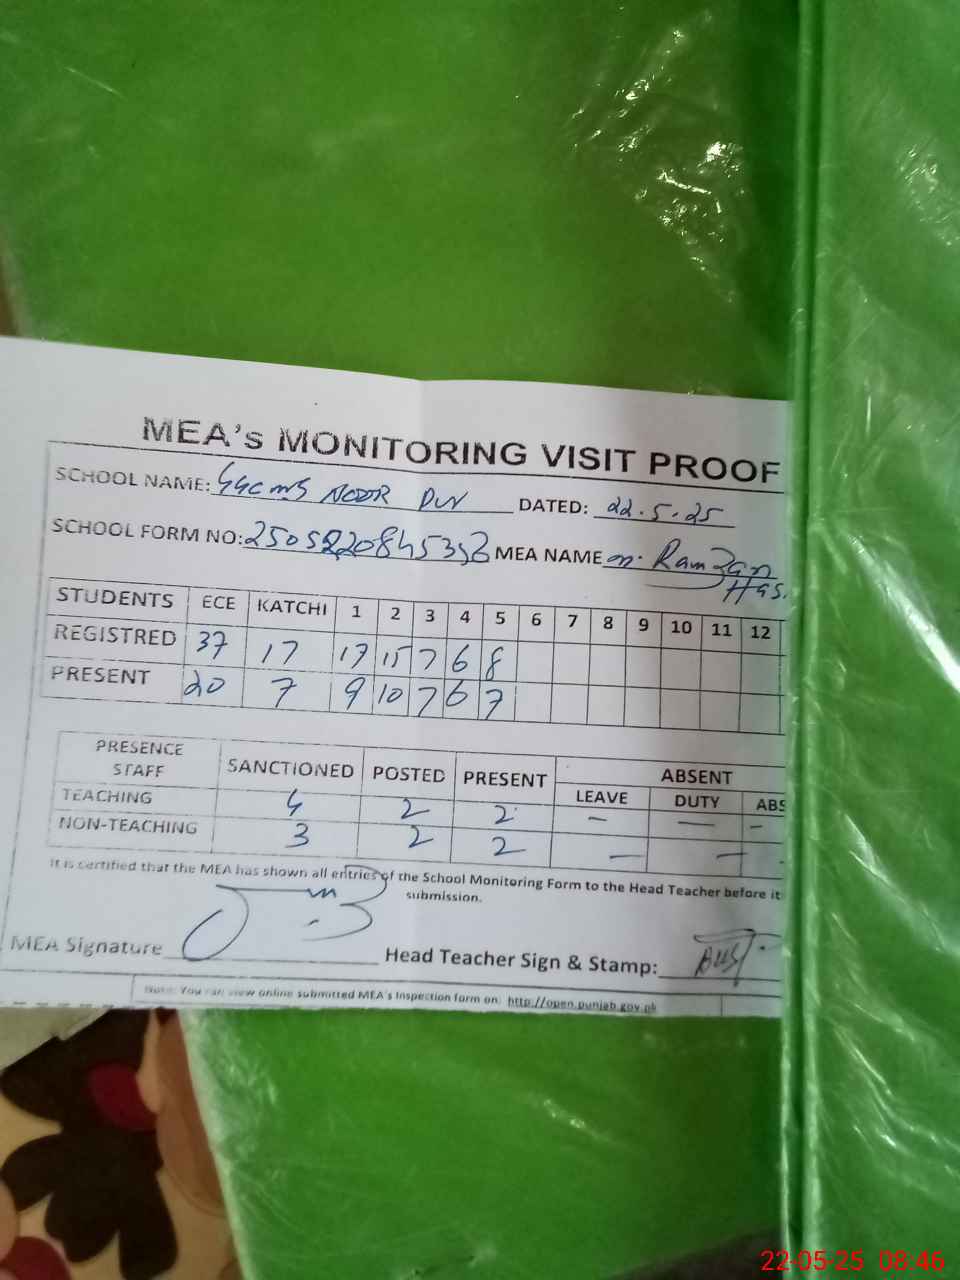 MEA's MONITORING VISIT PROOF
SCHOOL NAME: GGCMS NOOR PUR DATED: 22.5.25
SCHOOL FORM NO: MEA NAME M. Ramzan
Has
STUDENTS ECE KATCHI 1 2 3 4 5 6 7 8 9 10 11 12
REGISTRED 37 17 17 15 7 6 8
PRESENT 20 7 9 10 7 6 7
PRESENCE STAFF SANCTIONED POSTED PRESENT ABSENT
LEAVE DUTY ABS
TEACHING 4 2 2 — — —
NON-TEACHING 3 2 2 — —
It is certified that the MEA has shown all entries of the School Monitoring Form to the Head Teacher before it
submission.
MEA Signature Head Teacher Sign & Stamp:
Note: You can view online submitted MEA's Inspection form on: http://open.punjab.gov.pk
22-05-25 08:46